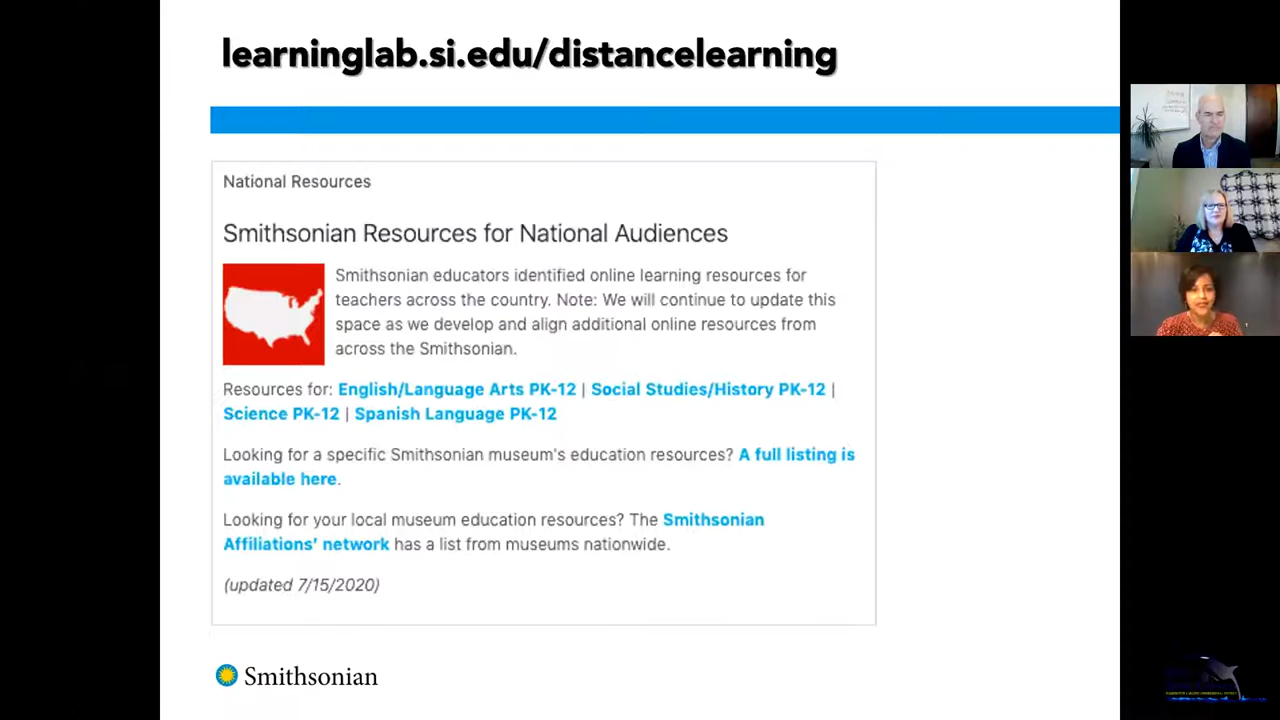 learninglab.si.edu/distancelearning
National Resources
Smithsonian Resources for National Audiences
Smithsonian educators identified online learning resources for
teachers across the country. Note: We will continue to update this
space as we develop and align additional online resources from
across the Smithsonian.
Resources for: English/Language Arts PK-12 | Social Studies/History PK-12 |
Science PK-12 | Spanish Language PK-12
Looking for a specific Smithsonian museum's education resources? A full listing is
available here.
Looking for your local museum education resources? The Smithsonian
Affiliations’ network has a list from museums nationwide.
(updated 7/15/2020)
Smithsonian